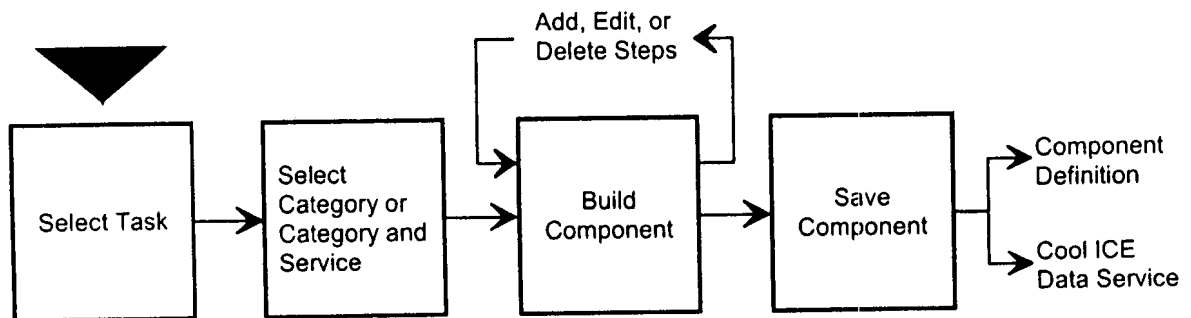 Add, Edit, or
Delete Steps
Select Task
Select
Category or
Category and
Service
Build
Component
Save
Component
Component
Definition
Cool ICE
Data Service